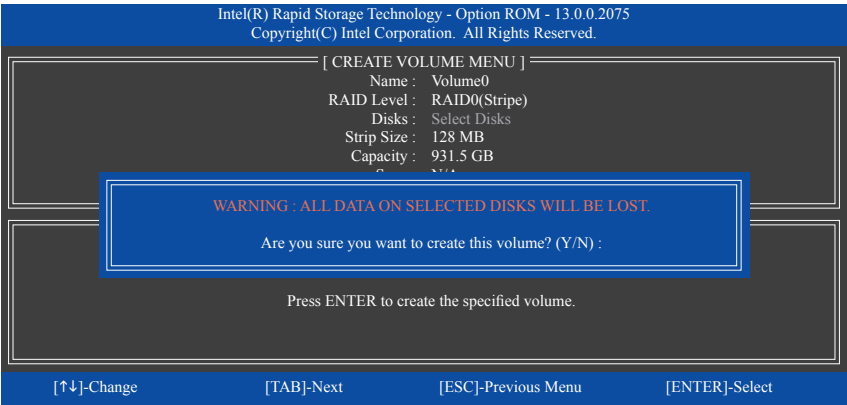 Intel(R) Rapid Storage Technology - Option ROM - 13.0.0.2075
Copyright(C) Intel Corporation. All Rights Reserved.
[ CREATE VOLUME MENU ]
Name : Volume0
RAID Level : RAID0(Stripe)
Disks : Select Disks
Strip Size : 128 MB
Capacity : 931.5 GB
N/A
WARNING : ALL DATA ON SELECTED DISKS WILL BE LOST.
Are you sure you want to create this volume? (Y/N) :
Press ENTER to create the specified volume.
[↑↓]-Change [TAB]-Next [ESC]-Previous Menu [ENTER]-Select